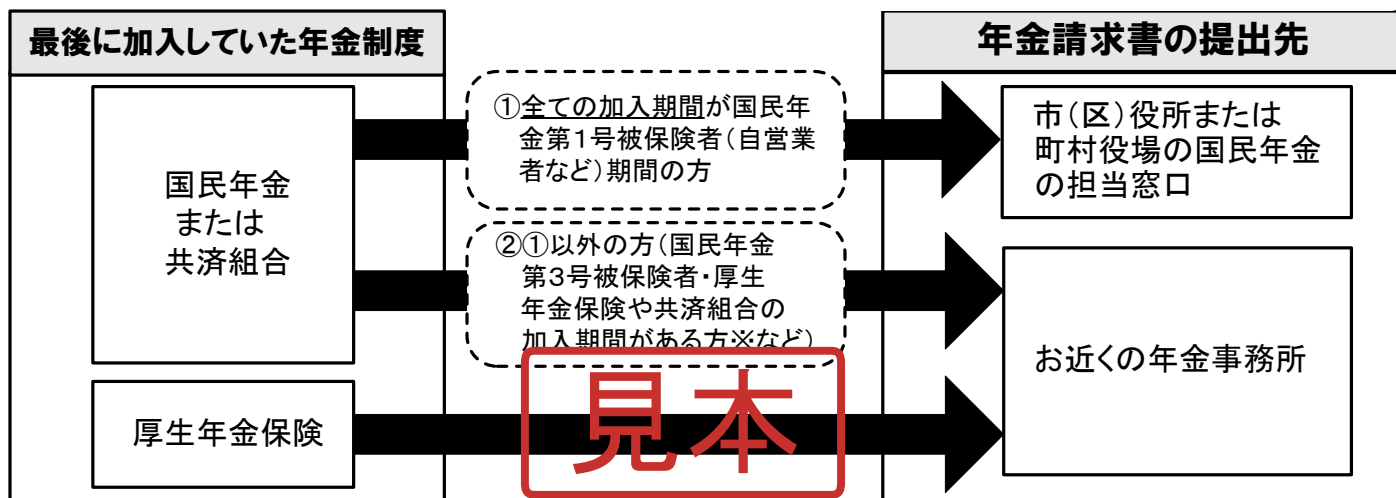 最後に加入していた年金制度
年金請求書の提出先
国民年金
または
共済組合
①全ての加入期間が国民年
金第1号被保険者(自営業
者など)期間の方
市(区)役所または
町村役場の国民年金
の担当窓口
②①以外の方(国民年金
第3号被保険者・厚生
年金保険や共済組合の
加入期間がある方※など)
お近くの年金事務所
厚生年金保険
見本